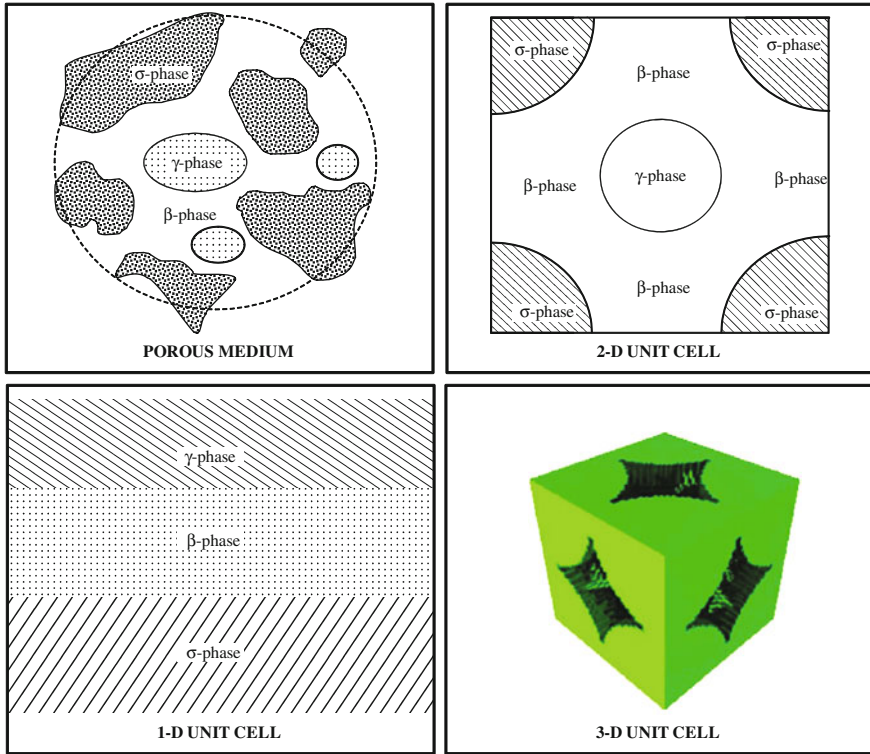 σ-phase
γ-phase
β-phase
POROUS MEDIUM
σ-phase
σ-phase
β-phase
γ-phase
β-phase
β-phase
β-phase
σ-phase
σ-phase
2-D UNIT CELL
γ-phase
β-phase
σ-phase
1-D UNIT CELL
3-D UNIT CELL